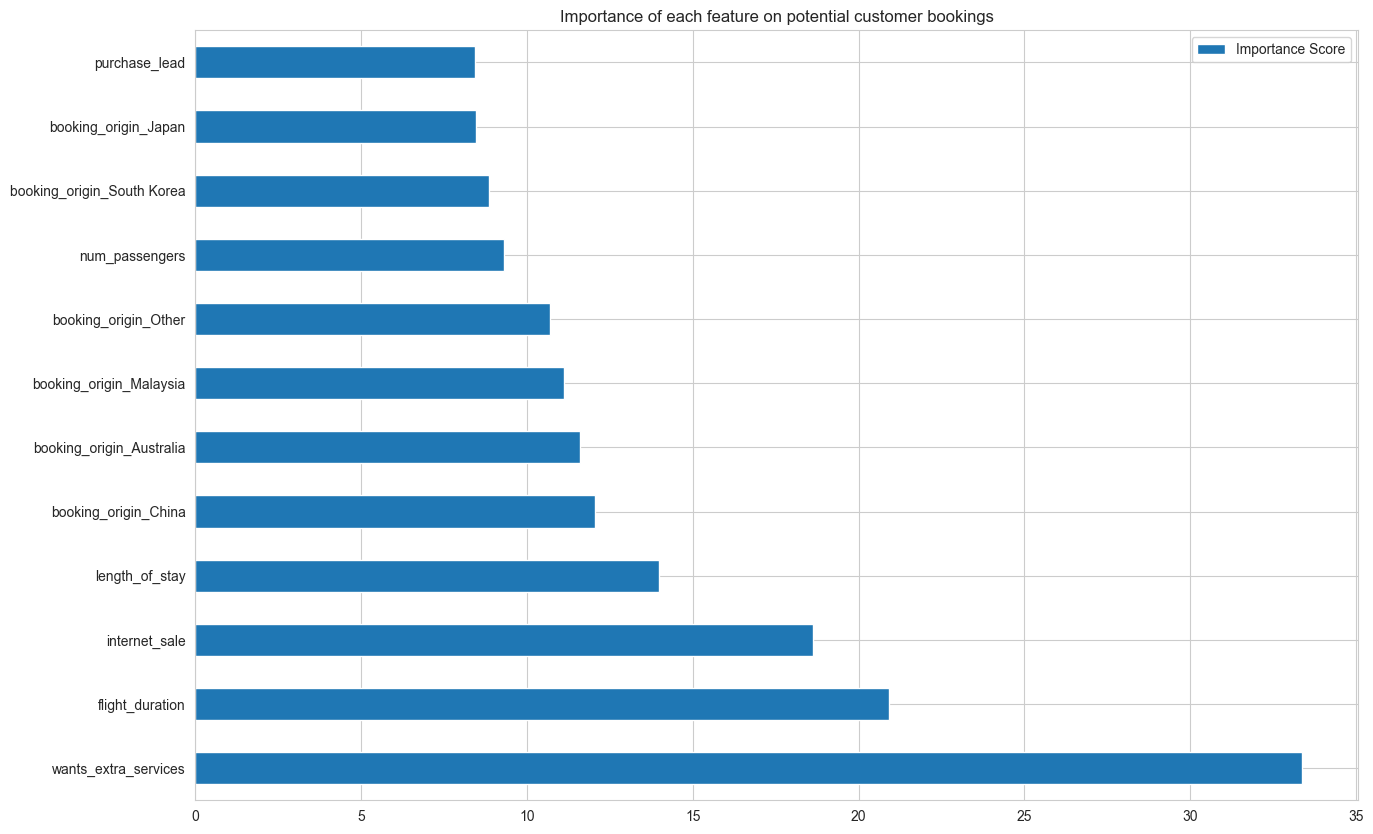 Importance of each feature on potential customer bookings
Importance Score
purchase_lead
booking_origin_Japan
booking_origin_South Korea
num_passengers
booking_origin_Other
booking_origin_Malaysia
booking_origin_Australia
booking_origin_China
length_of_stay
internet_sale
flight_duration
wants_extra_services
0 5 10 15 20 25 30 35